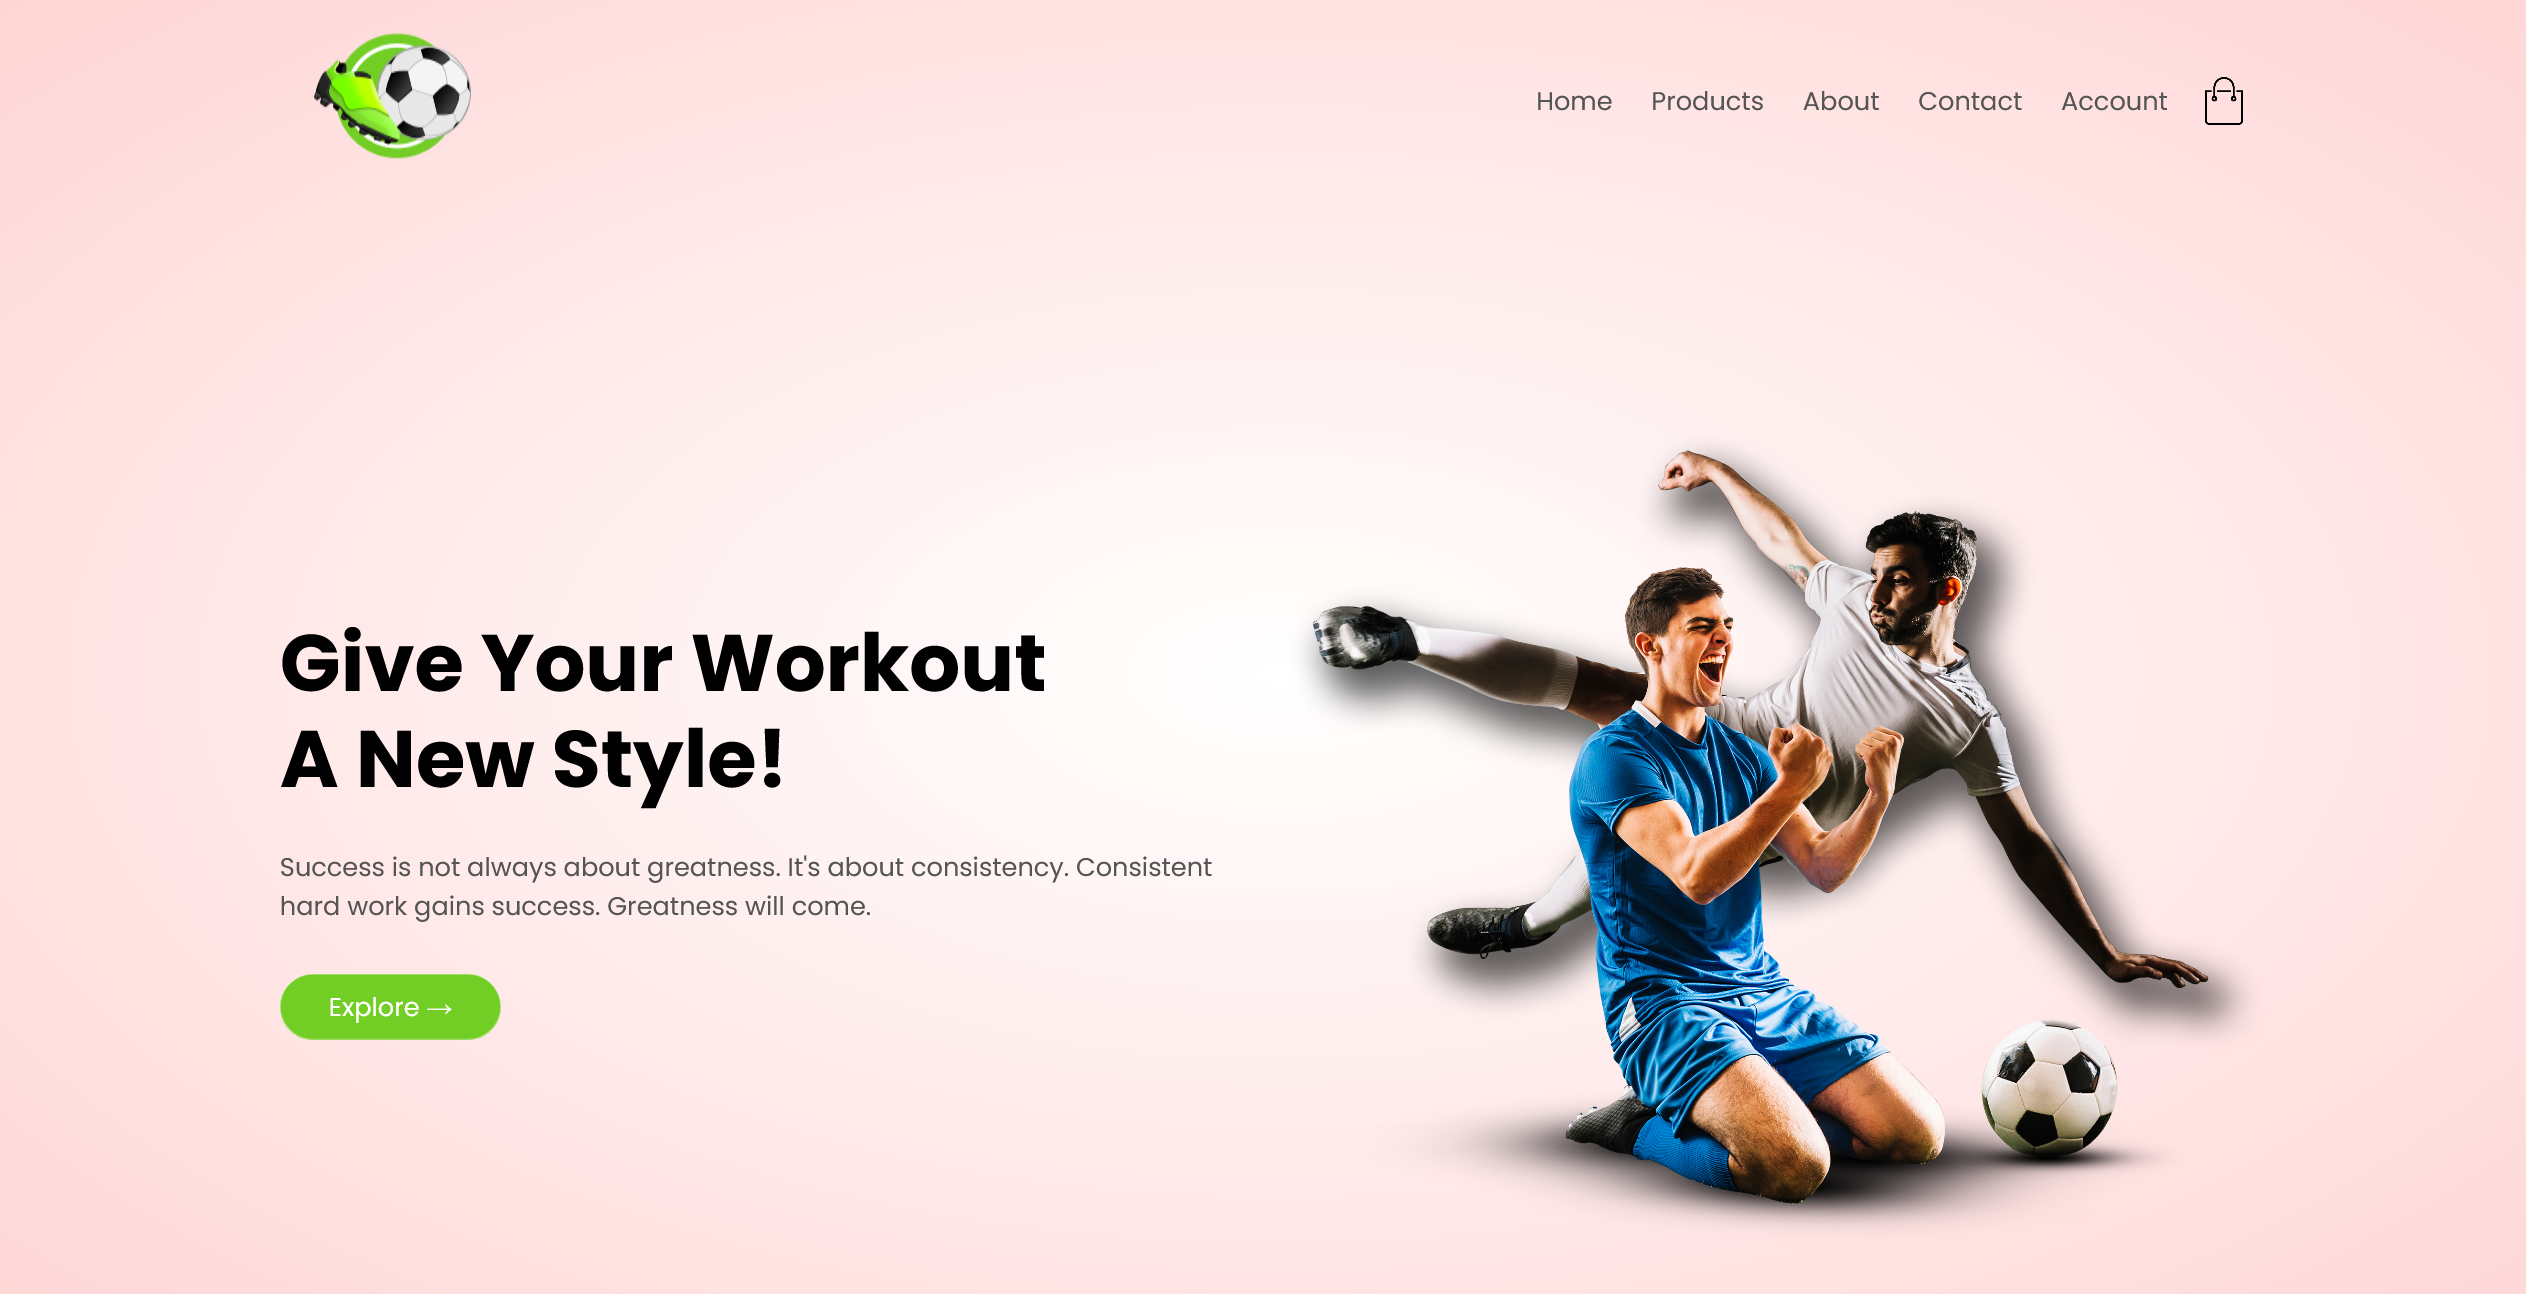 Home Products About Contact Account
Give Your Workout
A New Style!
Success is not always about greatness. It's about consistency. Consistent
hard work gains success. Greatness will come.
Explore →